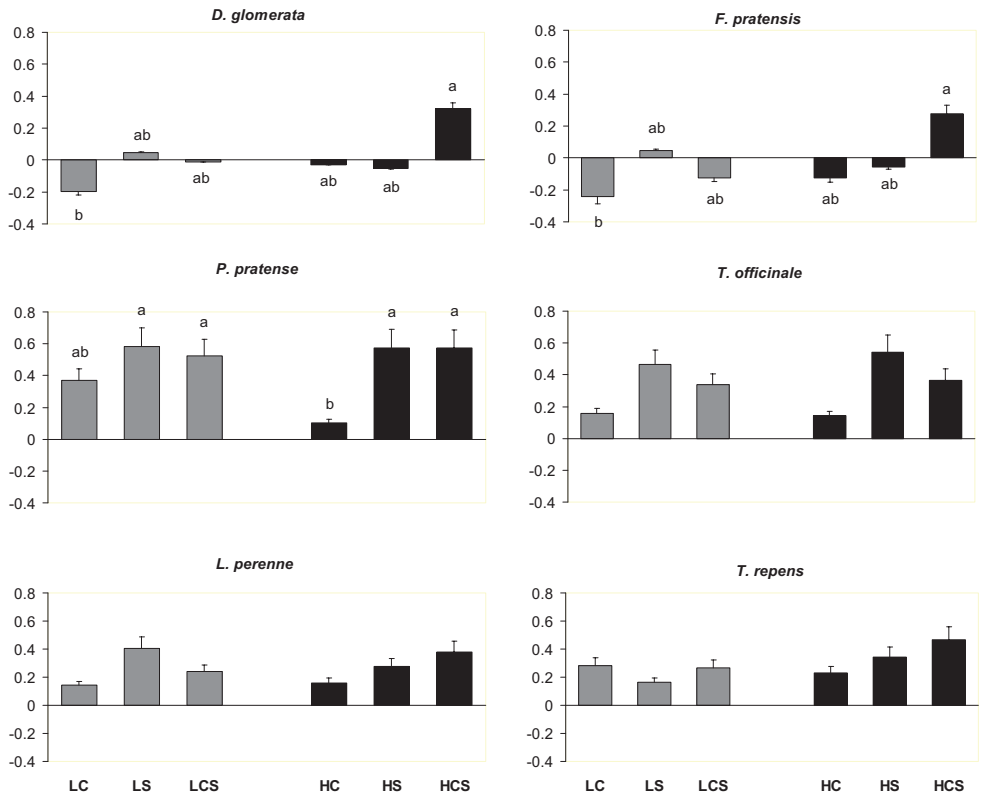 D. glomerata
0.8
0.6
0.4
0.2
0
-0.2
-0.4
b
ab
ab
ab
ab
a
F. pratensis
0.8
0.6
0.4
0.2
0
-0.2
-0.4
b
ab
ab
ab
ab
a
P. pratense
0.8
0.6
0.4
0.2
0
-0.2
-0.4
ab
a
a
b
a
a
T. officinale
0.8
0.6
0.4
0.2
0
-0.2
-0.4
L. perenne
0.8
0.6
0.4
0.2
0
-0.2
-0.4
LC LS LCS HC HS HCS
T. repens
0.8
0.6
0.4
0.2
0
-0.2
-0.4
LC LS LCS HC HS HCS